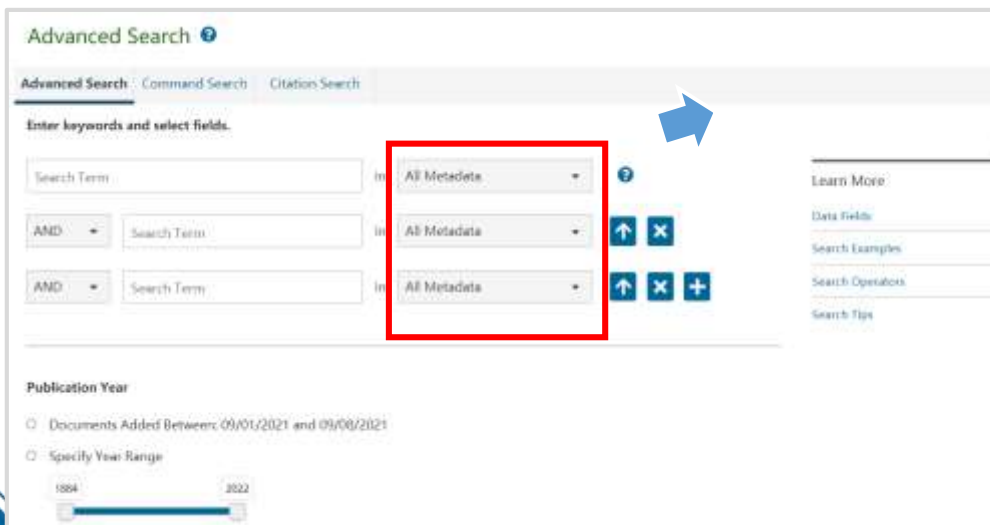 Advanced Search ?
Advanced Search Command Search Citation Search
Enter keywords and select fields.
Search Term in All Metadata ?
AND Search Term in All Metadata
AND Search Term in All Metadata
Learn More
Data Fields
Search Examples
Search Operators
Search Tips
Publication Year
Documents Added Between: 09/01/2021 and 09/08/2021
Specify Year Range
1884 2022